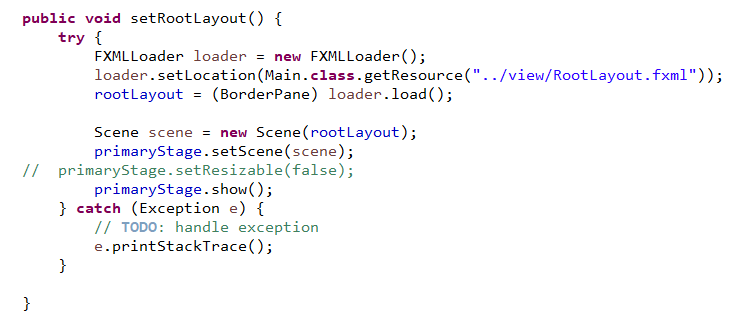 public void setRootLayout() {
    try {
        FXMLLoader loader = new FXMLLoader();
        loader.setLocation(Main.class.getResource("../view/RootLayout.fxml"));
        rootLayout = (BorderPane) loader.load();

        Scene scene = new Scene(rootLayout);
        primaryStage.setScene(scene);
//  primaryStage.setResizable(false);
        primaryStage.show();
    } catch (Exception e) {
        // TODO: handle exception
        e.printStackTrace();
    }

}